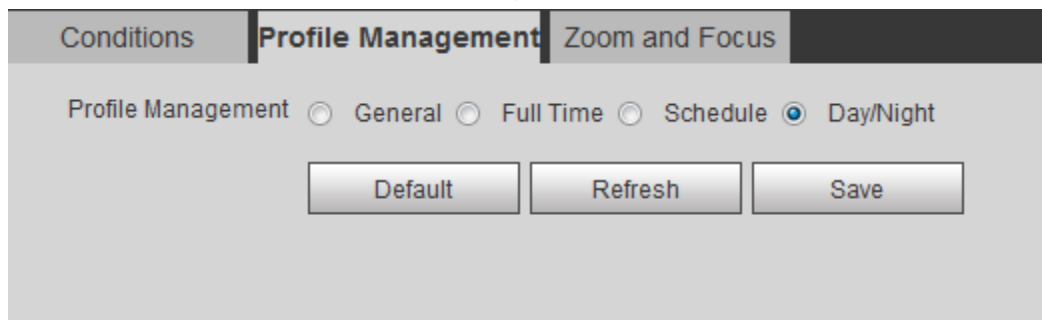 Conditions Profile Management Zoom and Focus
Profile Management General Full Time Schedule Day/Night
Default Refresh Save